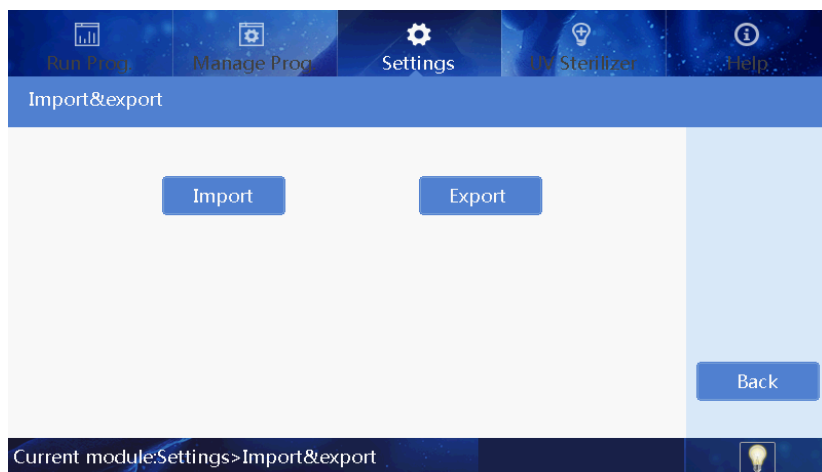 Run Prog.
Manage Prog.
Settings
UV Sterilizer
Help
Import&export
Import
Export
Back
Current module:Settings>Import&export